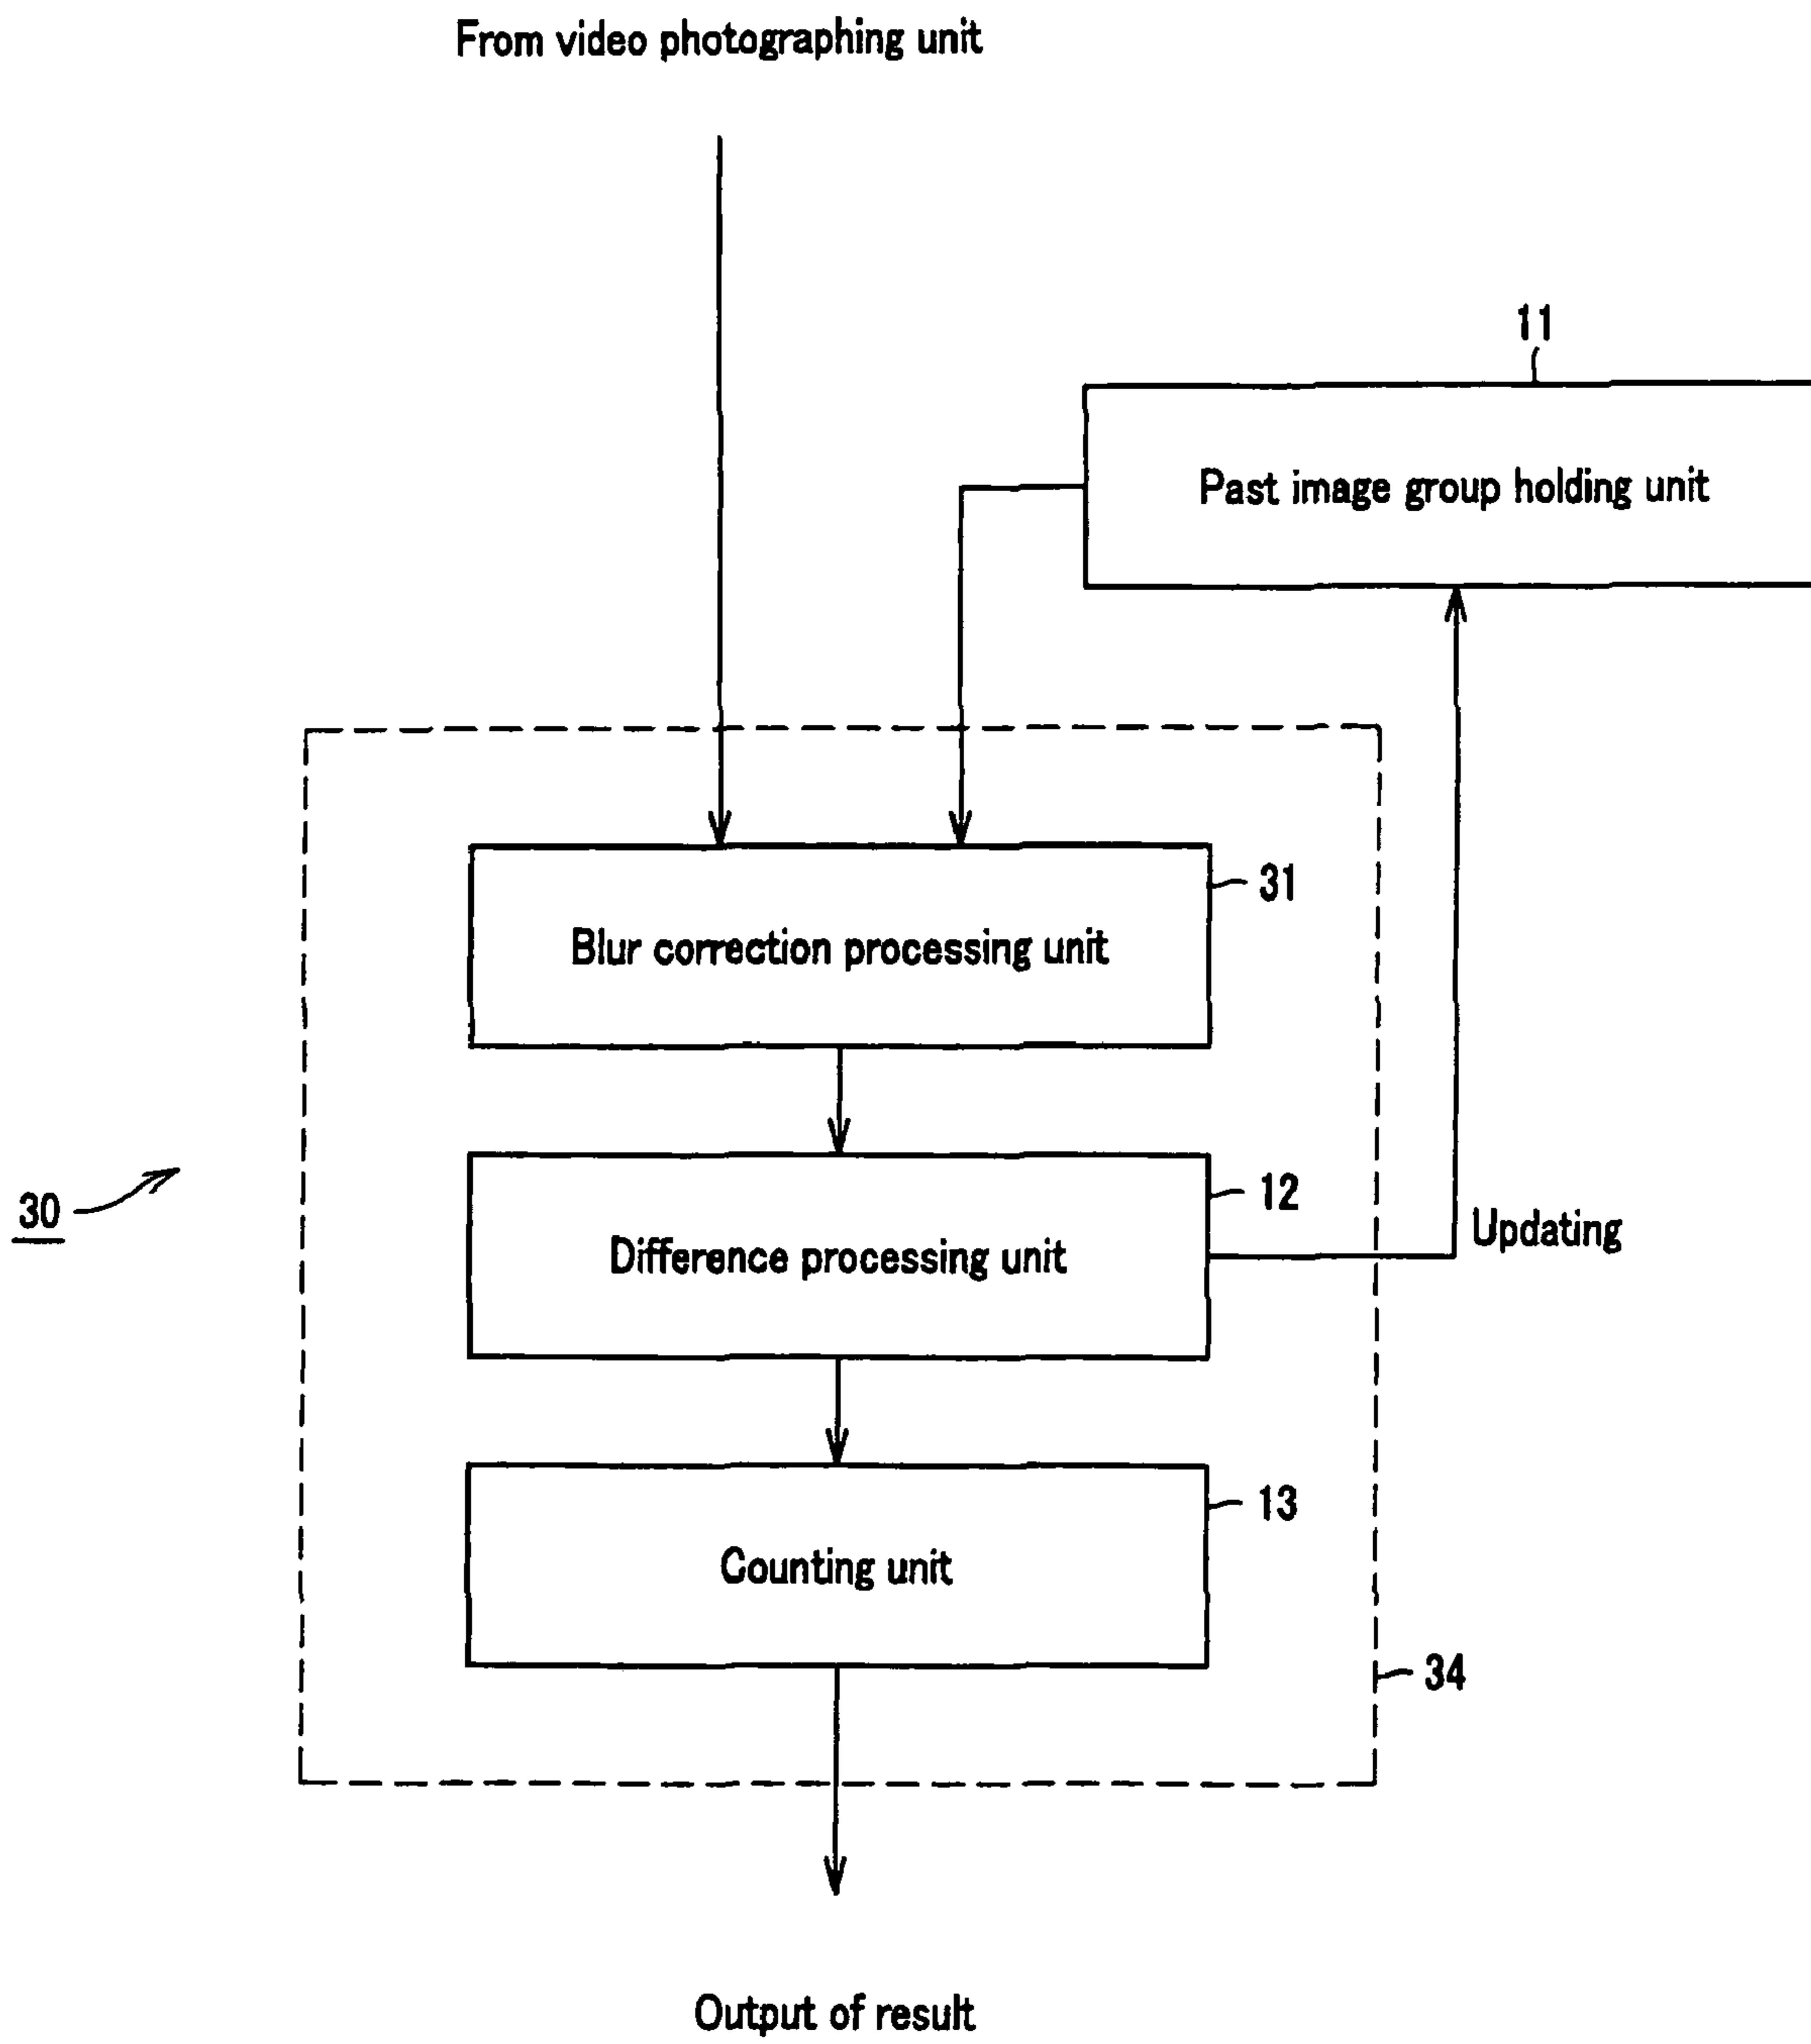 From video photographing unit
11
Past image group holding unit
31
Blur correction processing unit
12
Difference processing unit
Updating
30
13
Counting unit
34
Output of result